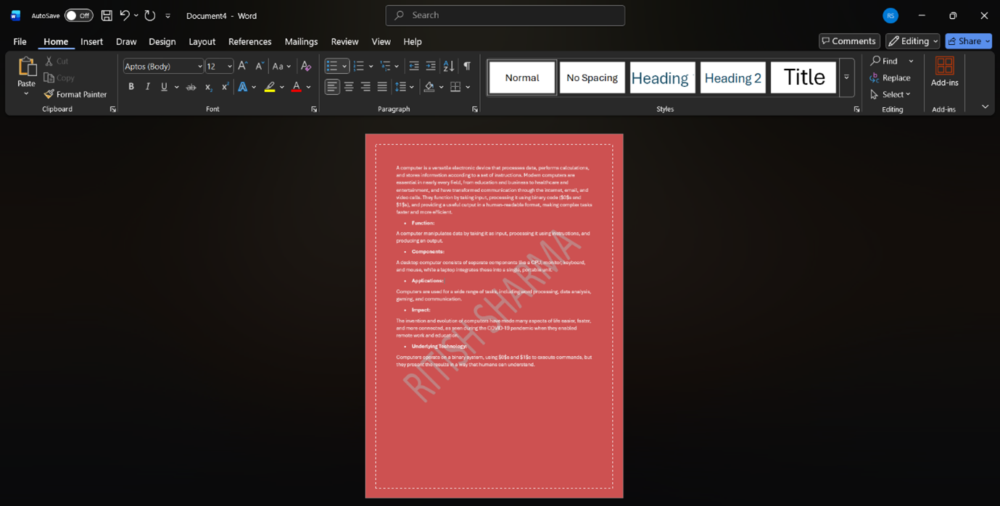 AutoSave Off Document4 - Word Search RS
File Home Insert Draw Design Layout References Mailings Review View Help Comments Editing Share
Paste Cut Copy Format Painter
Clipboard
Aptos (Body) 12 Aa
B I U ab x₂ x² A A
Font
Paragraph
Normal No Spacing Heading 1 Heading 2 Title
Styles
Find Replace Select
Editing
Add-ins
Add-ins
A computer is a versatile electronic device that processes data, performs calculations,
and stores information according to a set of instructions. Modern computers are
essential in nearly every field, from education and business to healthcare and
entertainment, and have transformed communication through the internet, email, and
video calls. They function by taking input, processing it using binary code ($0$s and
$1$s), and providing a useful output in a human-readable format, making complex tasks
faster and more efficient.
• Function:
A computer manipulates data by taking it as input, processing it using instructions, and
producing an output.
• Components:
A desktop computer consists of separate components like a CPU, monitor, keyboard,
and mouse, while a laptop integrates these into a single, portable unit.
• Applications:
Computers are used for a wide range of tasks, including word processing, data analysis,
gaming, and communication.
• Impact:
The invention and evolution of computers have made many aspects of life easier, faster,
and more connected, as seen during the COVID-19 pandemic when they enabled
remote work and education.
• Underlying Technology:
Computers operate on a binary system, using $0$s and $1$s to execute commands, but
they present the results in a way that humans can understand.
RITISH SHARMA